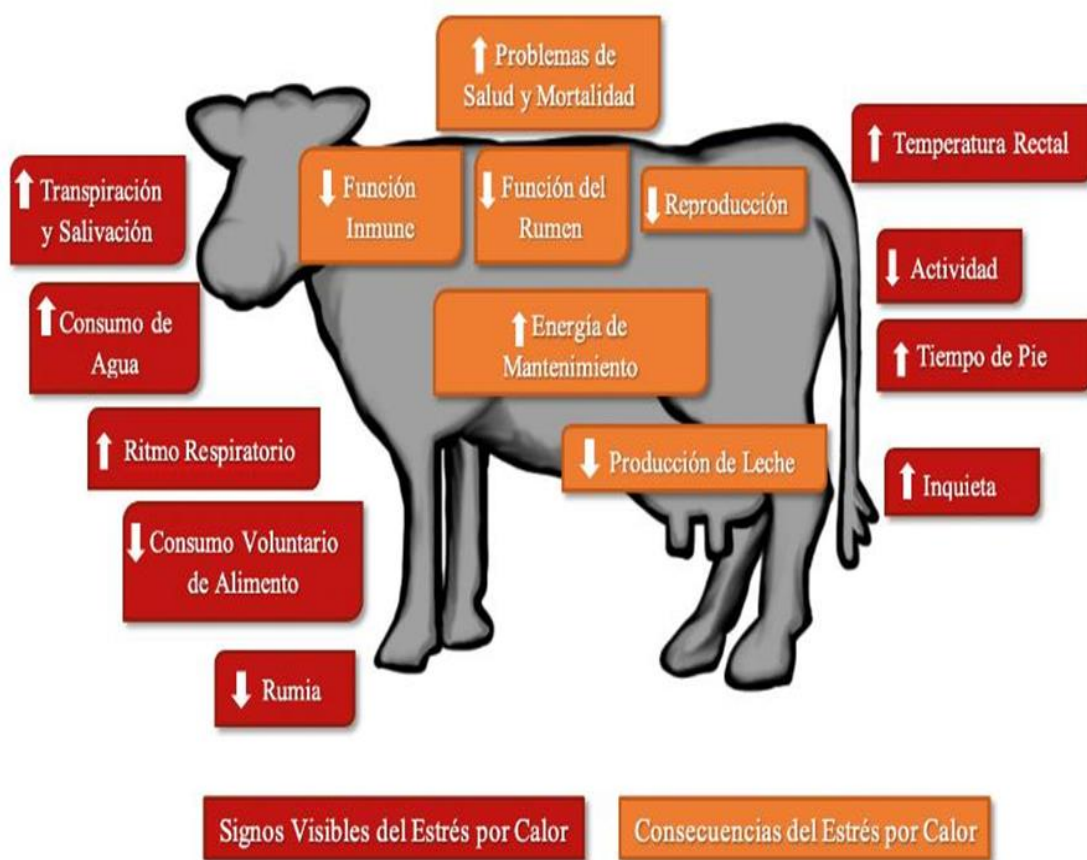 ↑ Problemas de
Salud y Mortalidad
↑ Transpiración
y Salivación
↑ Consumo de
Agua
↑ Ritmo Respiratorio
↓ Consumo Voluntario
de Alimento
↓ Rumia
↓ Función
Inmune
↓ Función del
Rumen
↓ Reproducción
↑ Energía de
Mantenimiento
↓ Producción de Leche
↑ Temperatura Rectal
↓ Actividad
↑ Tiempo de Pie
↑ Inquieta
Signos Visibles del Estrés por Calor
Consecuencias del Estrés por Calor